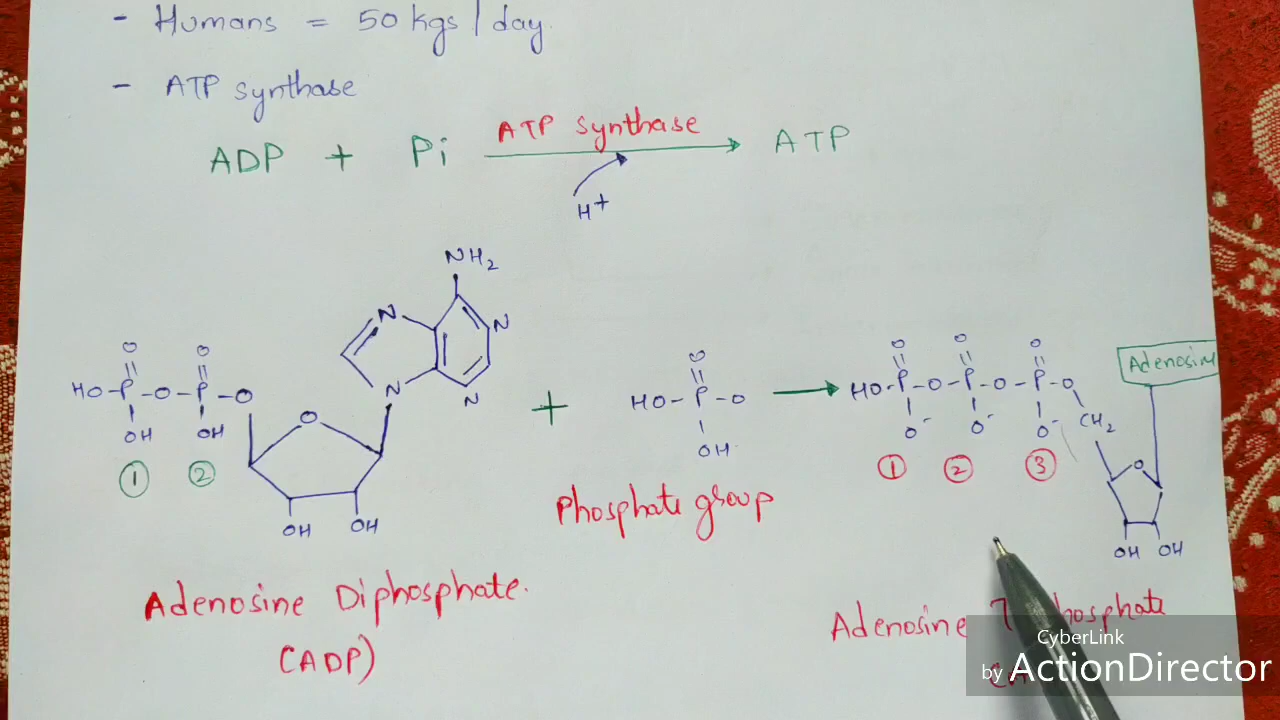 - Humans = 50 kgs / day
- ATP synthase
ADP + Pi ATP synthase ATP
H+
NH2
N N
N N
O O
HO-P-O-P-O
OH OH
O
OH OH
1 2
+
O
HO-P-O
OH
O O O
HO-P-O-P-O-P-O
O- O- O-
CH2
O
OH OH
1 2 3
Adenosine
Phosphate group
Adenosine Diphosphate.
(ADP)
Adenosine
CyberLink
by ActionDirector